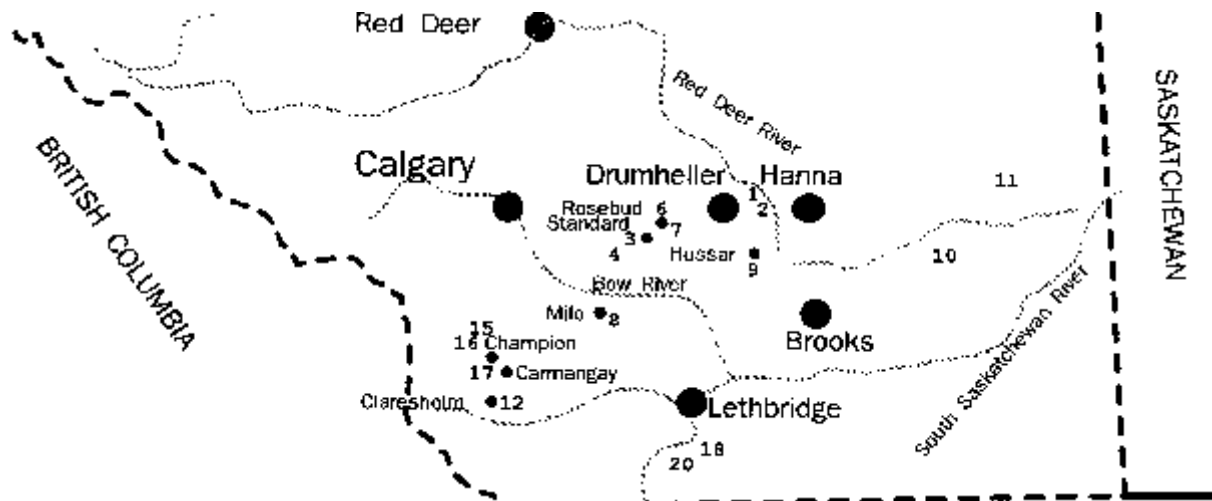 Red Deer
Red Deer River
SASKATCHEWAN
BRITISH COLUMBIA
Calgary
Drumheller
Hanna
11
1
2
Rosebud
6
Standard
7
3
4
Hussar
9
10
Bow River
Milo
8
Brooks
15
16 Champion
17
Carmangay
Claresholm
12
Lethbridge
South Saskatchewan River
18
20